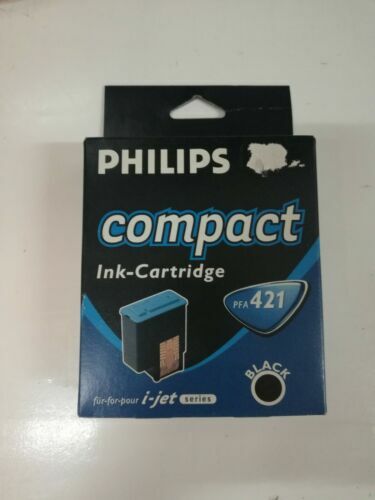 PHILIPS
compact
Ink-Cartridge
PFA 421
BLACK
für-for-pour i-jet series